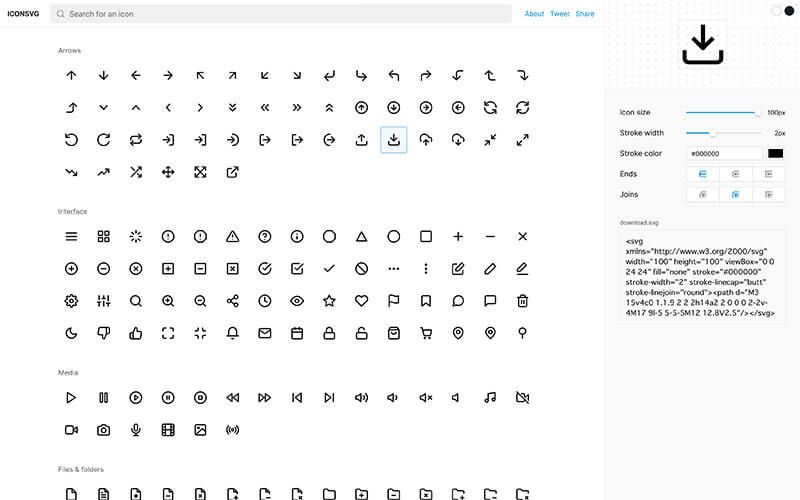 ICONSVG
Search for an icon
About Tweet Share
Arrows
Interface
Media
Files & folders
Icon size 100px
Stroke width 2px
Stroke color #000000
Ends
Joins
download.svg
<svg
xmlns="http://www.w3.org/2000/svg"
width="100" height="100" viewBox="0 0
24 24" fill="none" stroke="#000000"
stroke-width="2" stroke-linecap="butt"
stroke-linejoin="round"><path d="M3
15v4c0 1.1.9 2 2 2h14a2 2 0 0 0 2-2v-
4M17 9l-5 5-5-5M12 12.8V2.5"/></svg>